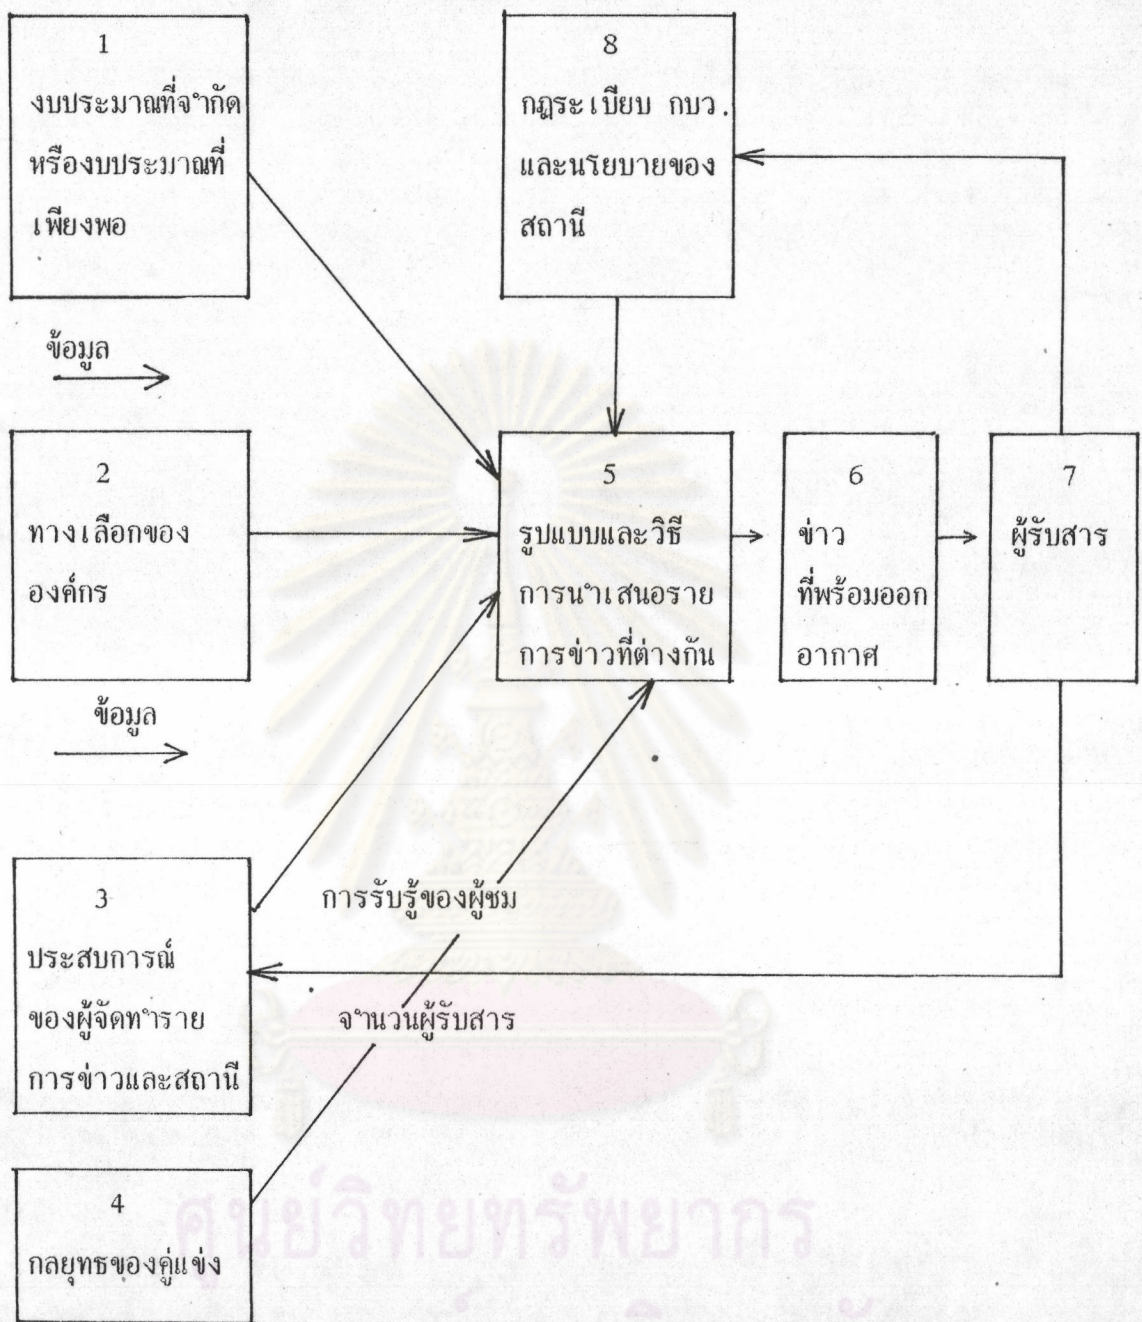 1
งบประมาณที่จำกัด
หรืองบประมาณที่
เพียงพอ
8
กฎระเบียบ กบว.
และนโยบายของ
สถานี
ข้อมูล
2
ทางเลือกของ
องค์กร
5
รูปแบบและวิธี
การนำเสนอราย
การข่าวที่ต่างกัน
6
ข่าว
ที่พร้อมออก
อากาศ
7
ผู้รับสาร
ข้อมูล
3
ประสบการณ์
ของผู้จัดทำราย
การข่าวและสถานี
การรับรู้ของผู้ชม
จำนวนผู้รับสาร
4
กลยุทธของคู่แข่ง
ศูนย์วิทยทรัพยากร